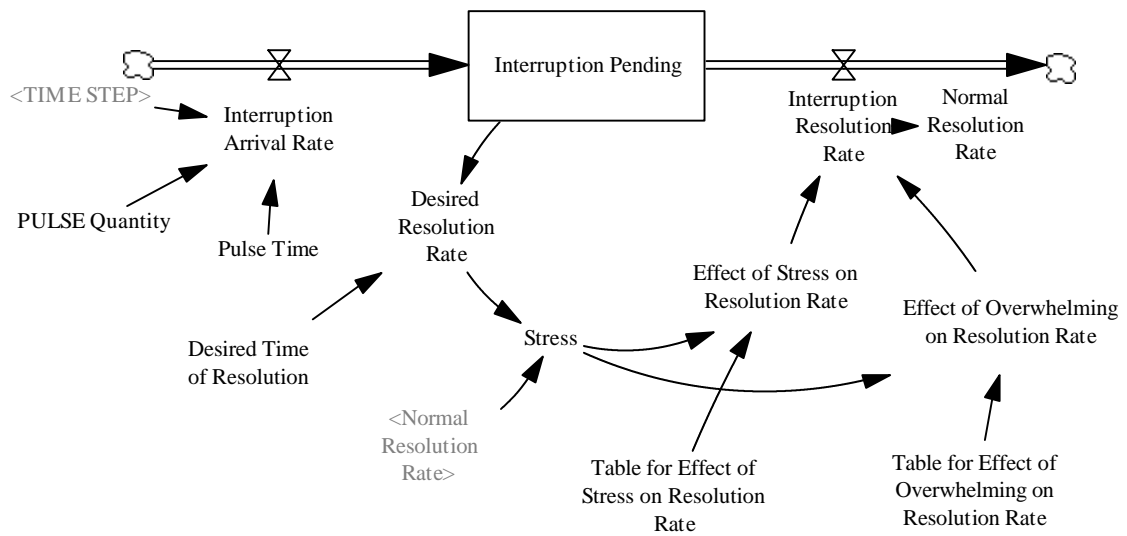 Interruption Pending
<TIME STEP>
Interruption
Arrival Rate
Interruption
Resolution
Rate
Normal
Resolution
Rate
PULSE Quantity
Pulse Time
Desired
Resolution
Rate
Effect of Stress on
Resolution Rate
Effect of Overwhelming
on Resolution Rate
Desired Time
of Resolution
Stress
<Normal
Resolution
Rate>
Table for Effect of
Stress on Resolution
Rate
Table for Effect of
Overwhelming on
Resolution Rate